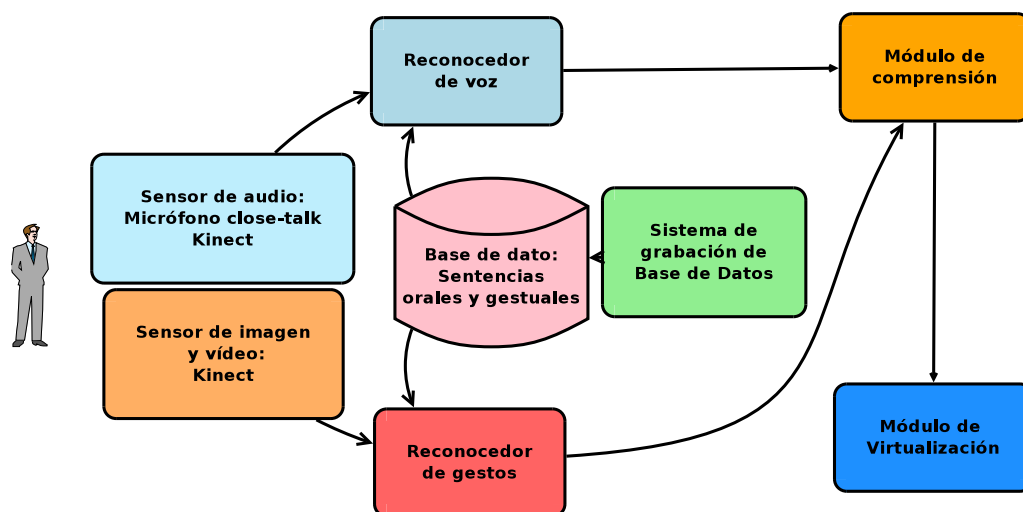 Reconocedor
de voz
Módulo de
comprensión
Sensor de audio:
Micrófono close-talk
Kinect
Base de dato:
Sentencias
orales y gestuales
Sistema de
grabación de
Base de Datos
Sensor de imagen
y vídeo:
Kinect
Reconocedor
de gestos
Módulo de
Virtualización